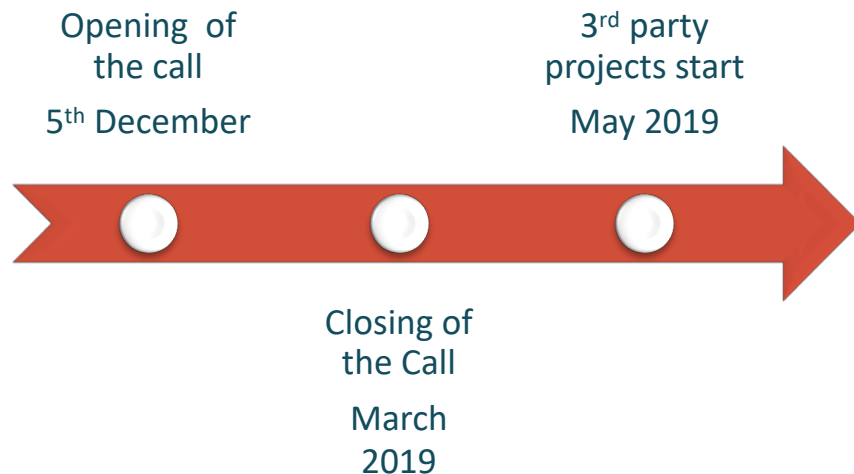 Opening of
the call
5th December
3rd party
projects start
May 2019
Closing of
the Call
March
2019